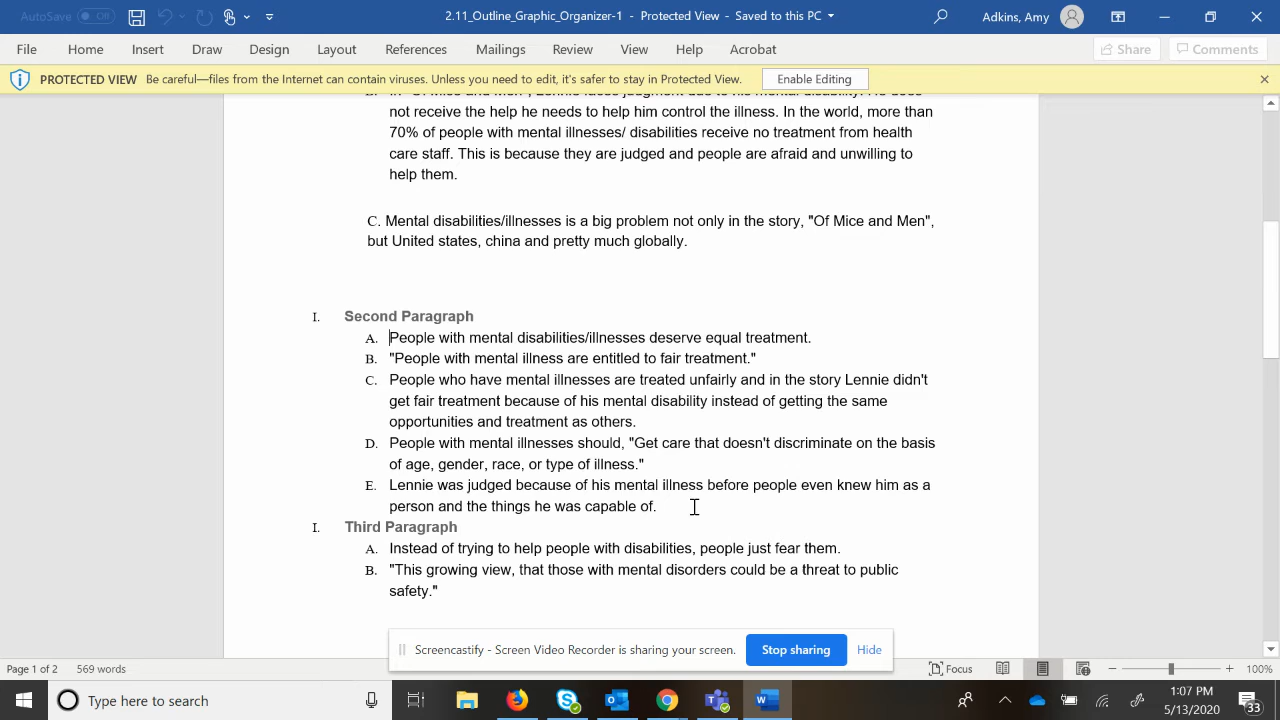 AutoSave Off 2.11_Outline_Graphic_Organizer-1 - Protected View - Saved to this PC Adkins, Amy
File Home Insert Draw Design Layout References Mailings Review View Help Acrobat Share Comments
PROTECTED VIEW Be careful—files from the Internet can contain viruses. Unless you need to edit, it's safer to stay in Protected View. Enable Editing
not receive the help he needs to help him control the illness. In the world, more than
70% of people with mental illnesses/ disabilities receive no treatment from health
care staff. This is because they are judged and people are afraid and unwilling to
help them.
C. Mental disabilities/illnesses is a big problem not only in the story, "Of Mice and Men",
but United states, china and pretty much globally.
I. Second Paragraph
A. People with mental disabilities/illnesses deserve equal treatment.
B. "People with mental illness are entitled to fair treatment."
C. People who have mental illnesses are treated unfairly and in the story Lennie didn't
get fair treatment because of his mental disability instead of getting the same
opportunities and treatment as others.
D. People with mental illnesses should, "Get care that doesn't discriminate on the basis
of age, gender, race, or type of illness."
E. Lennie was judged because of his mental illness before people even knew him as a
person and the things he was capable of.
I. Third Paragraph
A. Instead of trying to help people with disabilities, people just fear them.
B. "This growing view, that those with mental disorders could be a threat to public
safety."
Screencastify - Screen Video Recorder is sharing your screen. Stop sharing Hide
Page 1 of 2 569 words Focus 100%
Type here to search 1:07 PM
5/13/2020 33